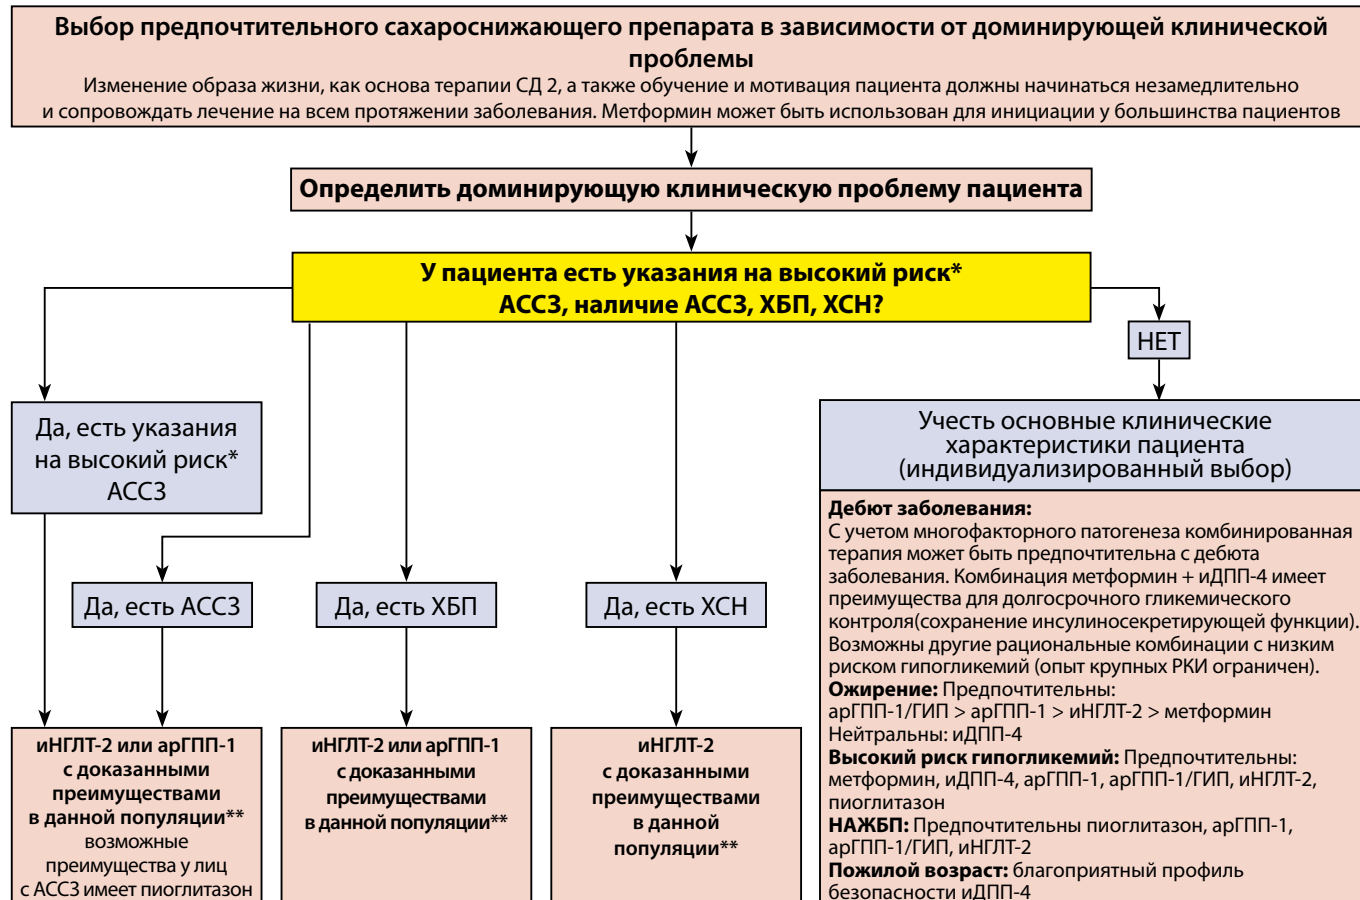 Выбор предпочтительного сахароснижающего препарата в зависимости от доминирующей клинической
проблемы
Изменение образа жизни, как основа терапии СД 2, а также обучение и мотивация пациента должны начинаться незамедлительно
и сопровождать лечение на всем протяжении заболевания. Метформин может быть использован для инициации у большинства пациентов
Определить доминирующую клиническую проблему пациента
У пациента есть указания на высокий риск*
АССЗ, наличие АССЗ, ХБП, ХСН?
НЕТ
Да, есть указания
на высокий риск*
АССЗ
Да, есть АССЗ
Да, есть ХБП
Да, есть ХСН
иНГЛТ-2 или арГПП-1
с доказанными
преимуществами
в данной популяции**
возможные
преимущества у лиц
с АССЗ имеет пиоглитазон
иНГЛТ-2 или арГПП-1
с доказанными
преимуществами
в данной популяции**
иНГЛТ-2
с доказанными
преимуществами
в данной
популяции**
Учесть основные клинические
характеристики пациента
(индивидуализированный выбор)
Дебют заболевания:
С учетом многофакторного патогенеза комбинированная
терапия может быть предпочтительна с дебюта
заболевания. Комбинация метформин + иДПП-4 имеет
преимущества для долгосрочного гликемического
контроля(сохранение инсулиносекретирующей функции).
Возможны другие рациональные комбинации с низким
риском гипогликемий (опыт крупных РКИ ограничен).
Ожирение: Предпочтительны:
арГПП-1/ГИП > арГПП-1 > иНГЛТ-2 > метформин
Нейтральны: иДПП-4
Высокий риск гипогликемий: Предпочтительны:
метформин, иДПП-4, арГПП-1, арГПП-1/ГИП, иНГЛТ-2,
пиоглитазон
НАЖБП: Предпочтительны пиоглитазон, арГПП-1,
арГПП-1/ГИП, иНГЛТ-2
Пожилой возраст: благоприятный профиль
безопасности иДПП-4